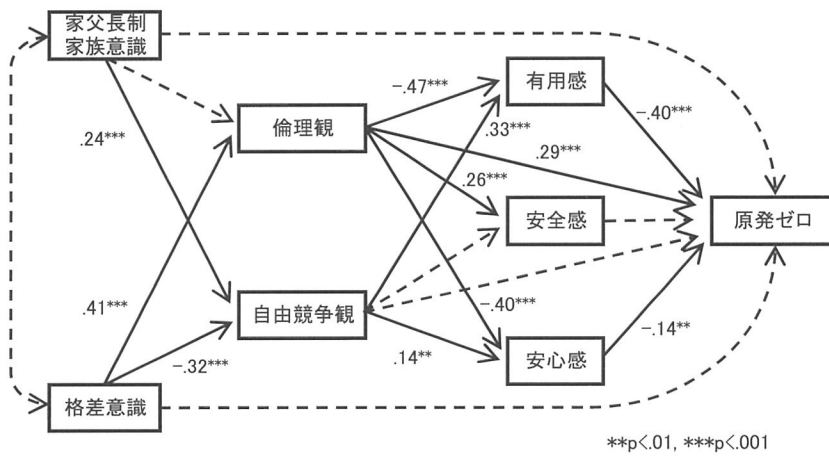 家父長制
家族意識
有用感
-.47***
-.40***
倫理観
.24***
.33***
.29***
.26***
安全感
原発ゼロ
自由競争観
.41***
-.40***
-.32***
.14**
-.14**
安心感
格差意識
**p<.01, ***p<.001